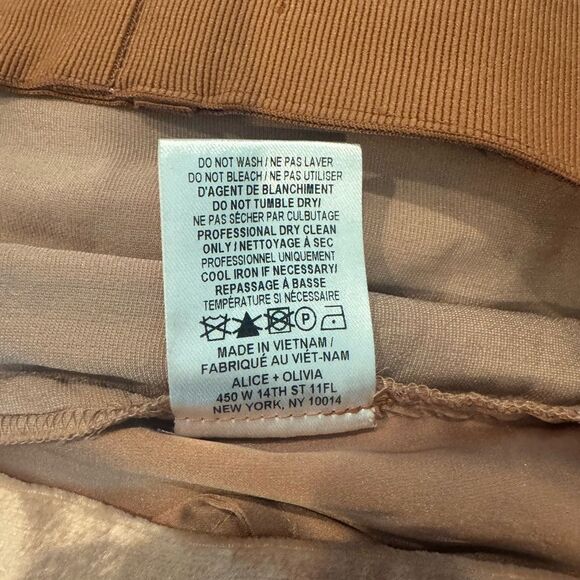 DO NOT WASH / NE PAS LAVER
DO NOT BLEACH / NE PAS UTILISER
D'AGENT DE BLANCHIMENT
DO NOT TUMBLE DRY/
NE PAS SÈCHER PAR CULBUTAGE
PROFESSIONAL DRY CLEAN
ONLY / NETTOYAGE À SEC
PROFESSIONNEL UNIQUEMENT
COOL IRON IF NECESSARY/
REPASSAGE À BASSE
TEMPÉRATURE SI NÉCESSAIRE
P
MADE IN VIETNAM /
FABRIQUÉ AU VIÊT-NAM
ALICE + OLIVIA
450 W 14TH ST 11FL
NEW YORK, NY 10014